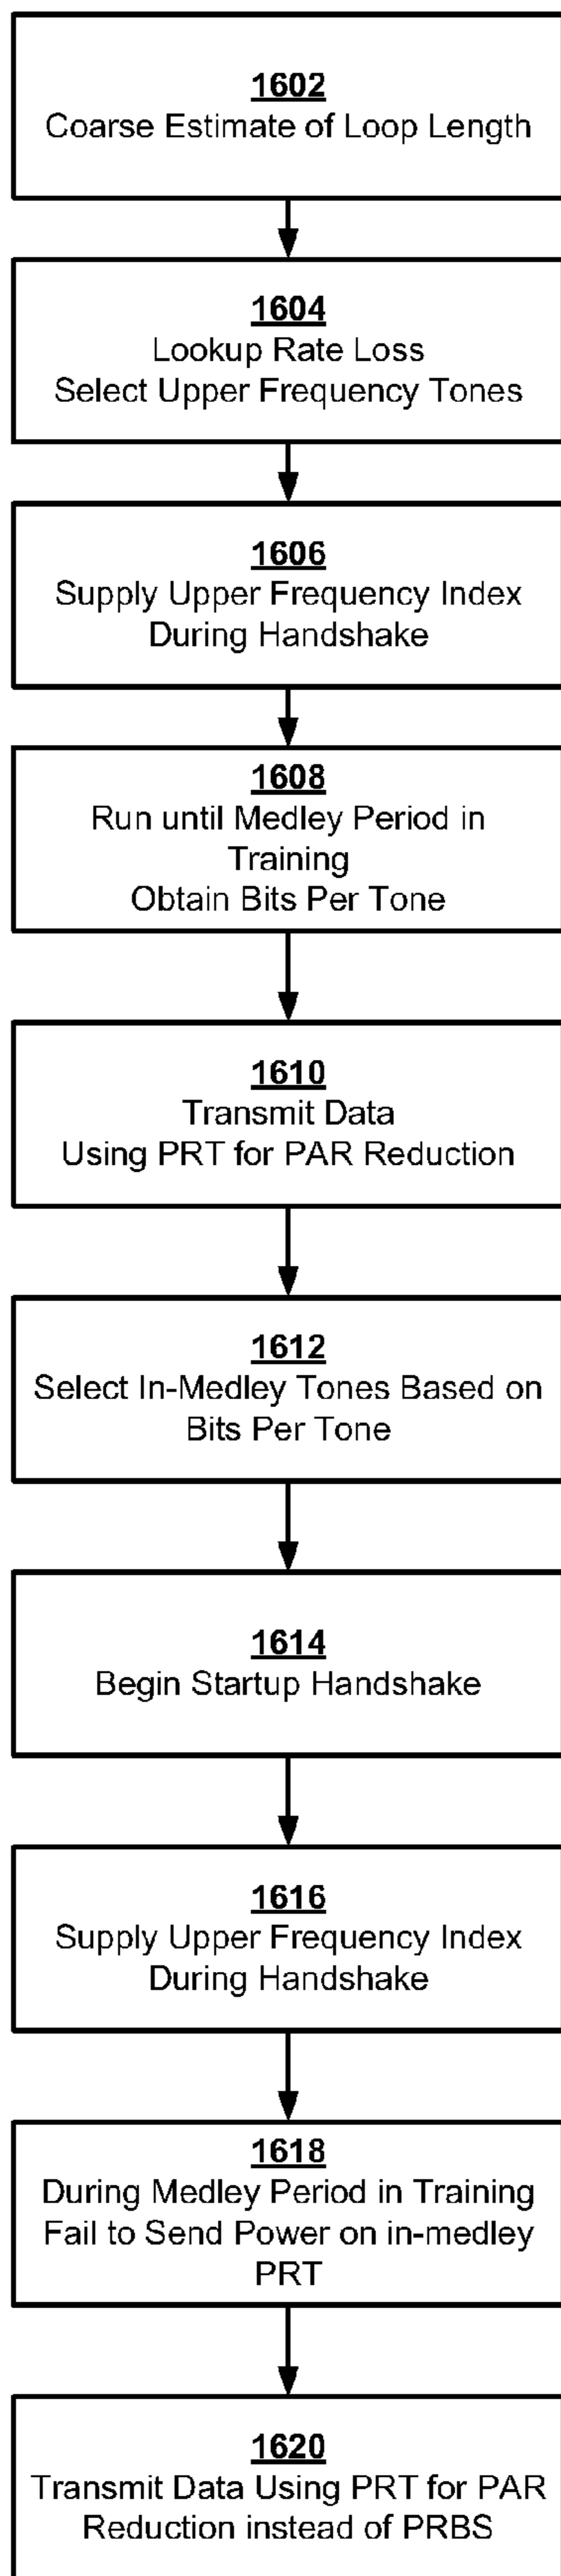 1602
Coarse Estimate of Loop Length
1604
Lookup Rate Loss
Select Upper Frequency Tones
1606
Supply Upper Frequency Index
During Handshake
1608
Run until Medley Period in
Training
Obtain Bits Per Tone
1610
Transmit Data
Using PRT for PAR Reduction
1612
Select In-Medley Tones Based on
Bits Per Tone
1614
Begin Startup Handshake
1616
Supply Upper Frequency Index
During Handshake
1618
During Medley Period in Training
Fail to Send Power on in-medley
PRT
1620
Transmit Data Using PRT for PAR
Reduction instead of PRBS